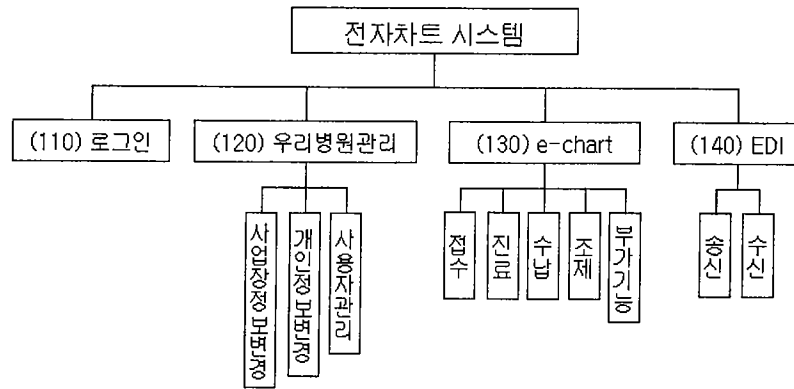 전자차트 시스템
(110) 로그인
(120) 우리병원관리
(130) e-chart
(140) EDI
사업장정보변경
개인정보변경
사용자관리
접수
진료
수납
조제
부가기능
송신
수신